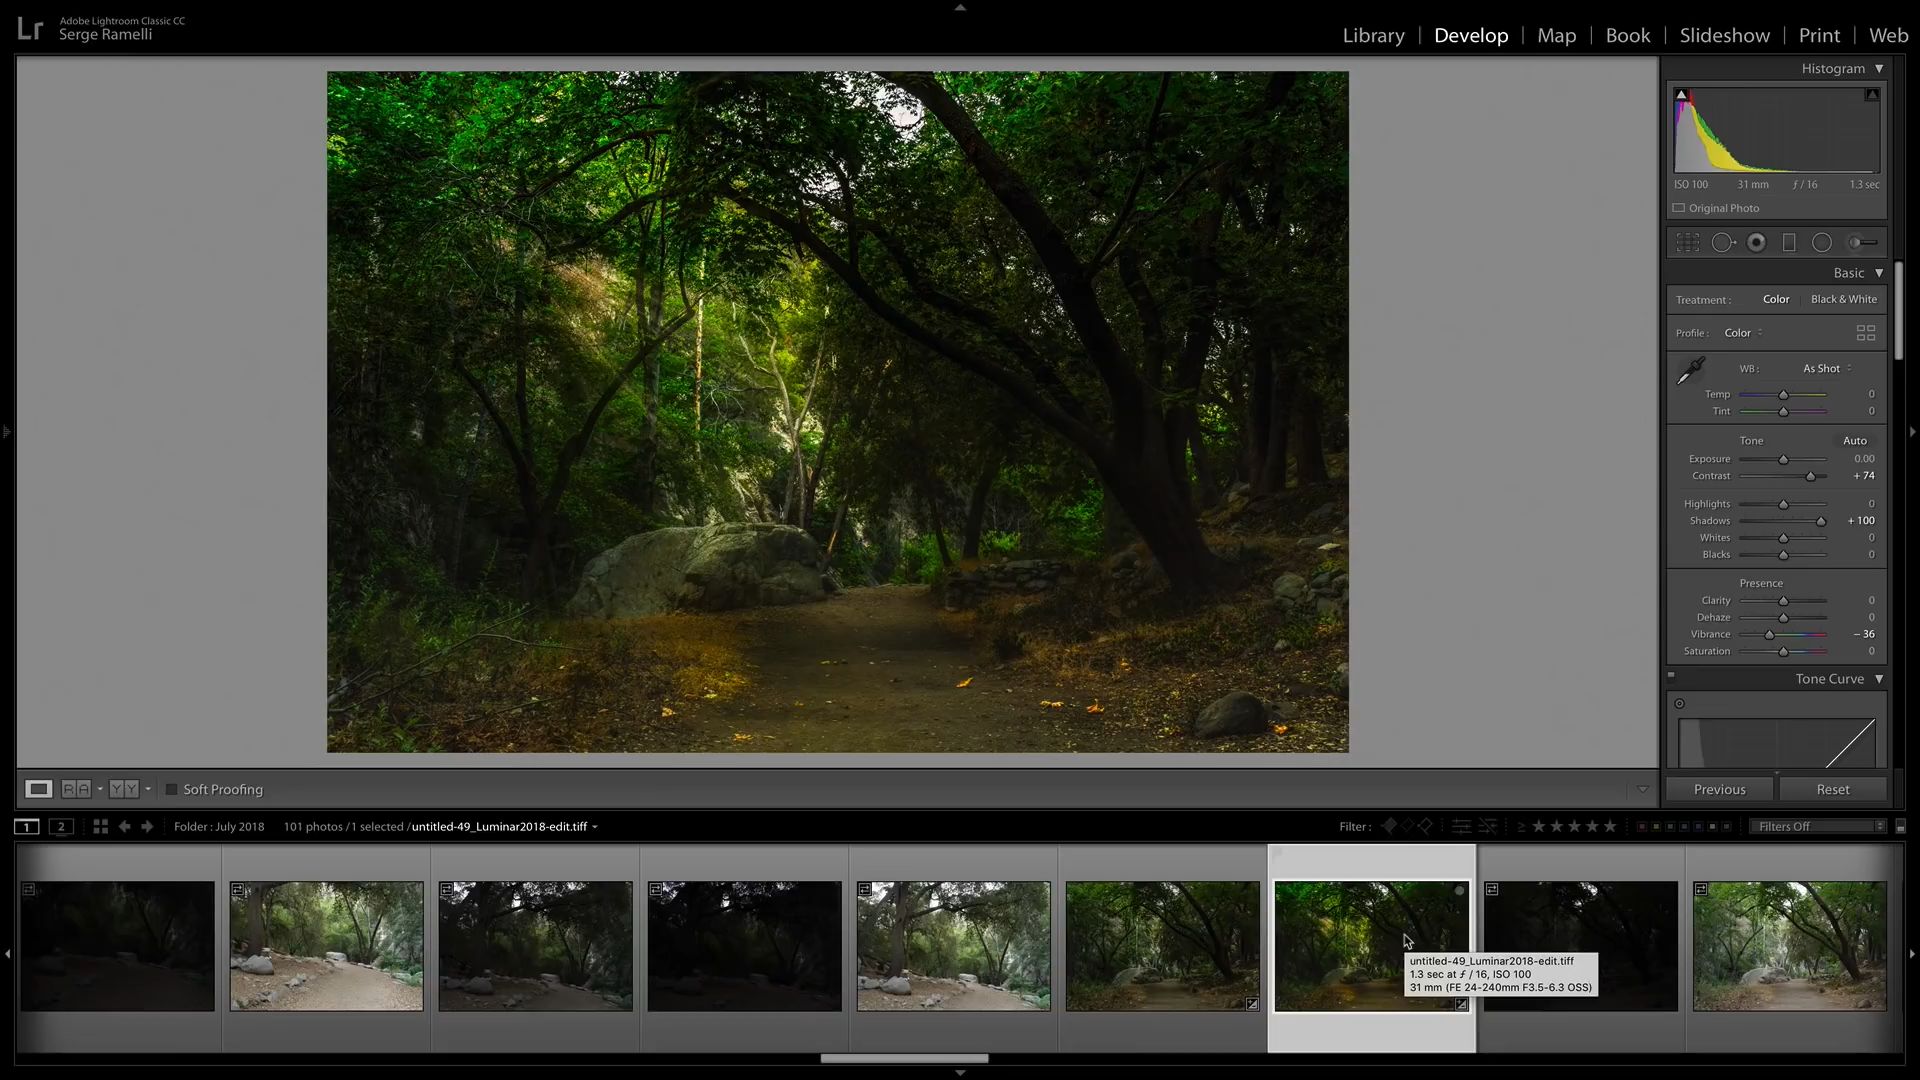 Lr
Adobe Lightroom Classic CC
Serge Ramelli
Library | Develop | Map | Book | Slideshow | Print | Web
Histogram
ISO 100 31 mm ƒ / 16 1.3 sec
Original Photo
Basic
Treatment : Color Black & White
Profile : Color
WB : As Shot
Temp 0
Tint 0
Tone Auto
Exposure 0.00
Contrast + 74
Highlights 0
Shadows + 100
Whites 0
Blacks 0
Presence
Clarity 0
Dehaze 0
Vibrance − 36
Saturation 0
Tone Curve
Previous Reset
R A Y Y Soft Proofing
1 2 Folder : July 2018 101 photos / 1 selected / untitled-49_Luminar2018-edit.tiff Filter : ≥ ★★★★★ Filters Off
untitled-49_Luminar2018-edit.tiff
1.3 sec at ƒ / 16, ISO 100
31 mm (FE 24-240mm F3.5-6.3 OSS)